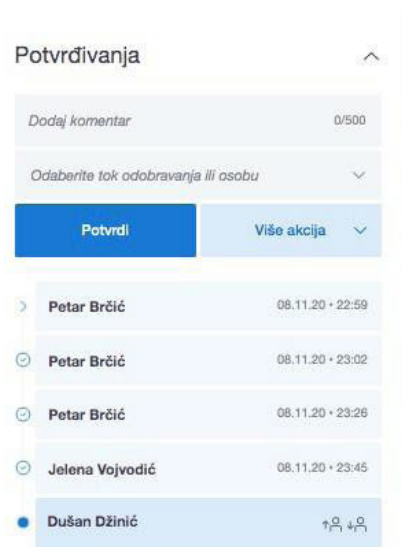 Potvrđivanja
Dodaj komentar 0/500
Odaberite tok odobravanja ili osobu
Potvrdi Više akcija
Petar Brčić 08.11.20 • 22:59
Petar Brčić 08.11.20 • 23:02
Petar Brčić 08.11.20 • 23:26
Jelena Vojvodić 08.11.20 • 23:45
Dušan Džinić